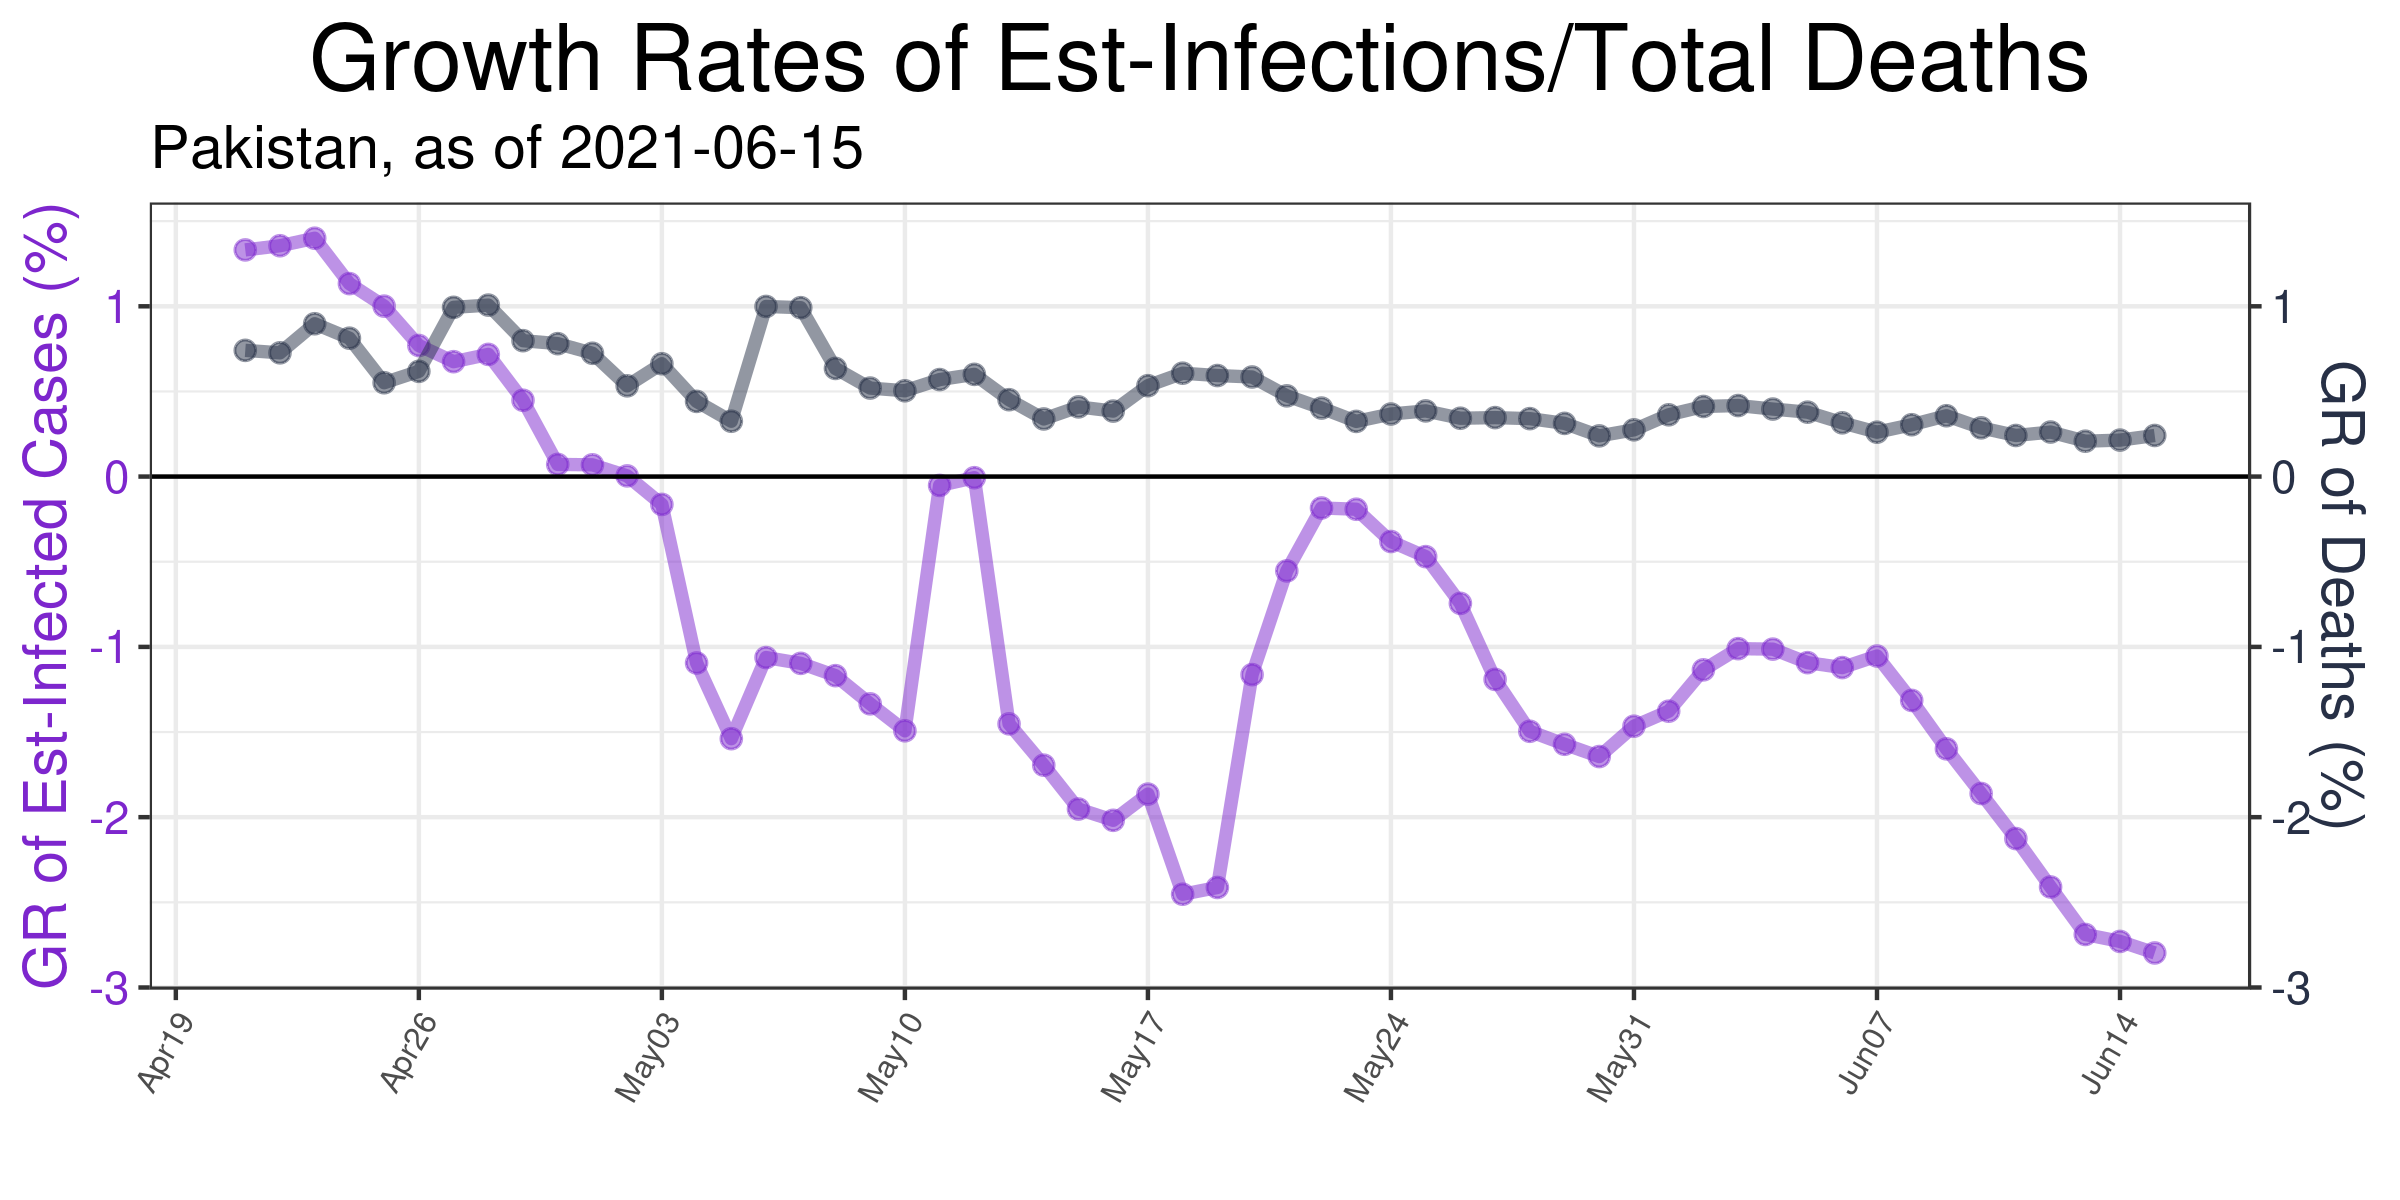 Growth Rates of Est-Infections/Total Deaths
Pakistan, as of 2021-06-15
GR of Est-Infected Cases (%)
1
0
-1
-2
-3
1
0
-1
-2
-3
GR of Deaths (%)
Apr19
Apr26
May03
May10
May17
May24
May31
Jun07
Jun14